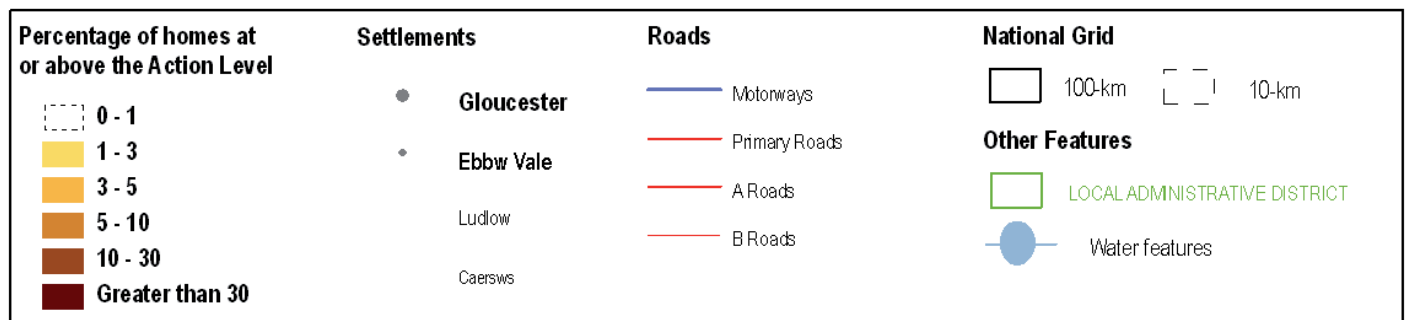 Percentage of homes at
or above the Action Level
0 - 1
1 - 3
3 - 5
5 - 10
10 - 30
Greater than 30
Settlements
Gloucester
Ebbw Vale
Ludlow
Caersws
Roads
Motorways
Primary Roads
A Roads
B Roads
National Grid
100-km
10-km
Other Features
LOCAL ADMINISTRATIVE DISTRICT
Water features